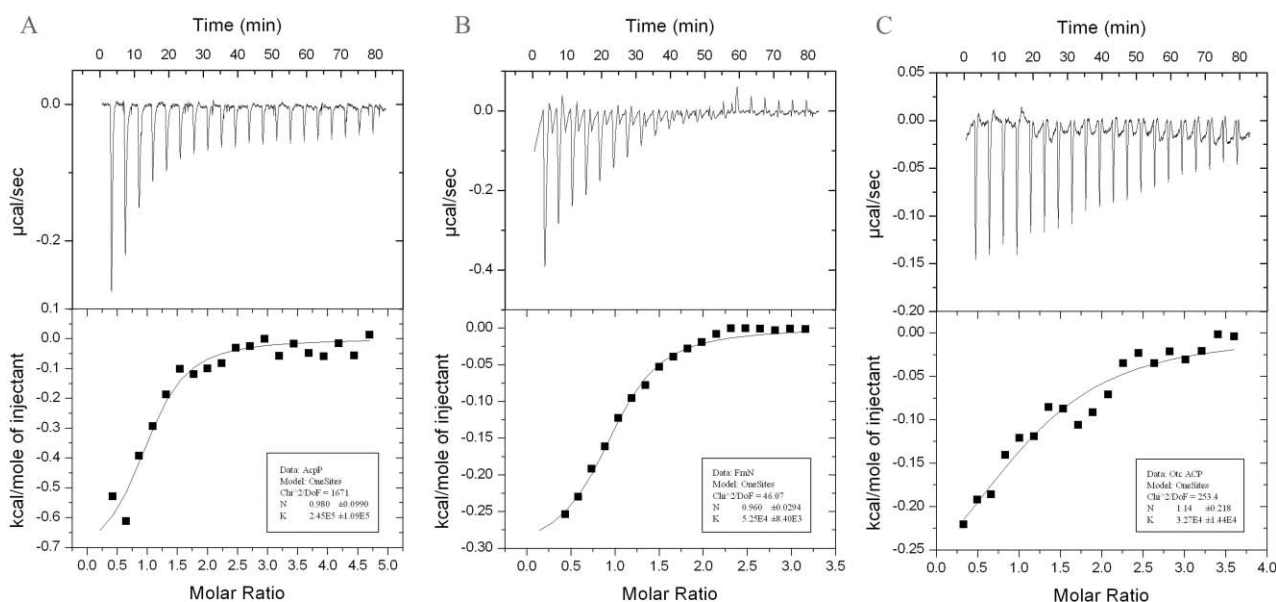 A
Time (min)
0 10 20 30 40 50 60 70 80
0.0
-0.2
0.1
µcal/sec
0.0
-0.1
-0.2
-0.3
-0.4
-0.5
-0.6
-0.7
kcal/mole of injectant
Data: AcpP
Model: OneSites
Chi^2/DoF = 1671
N 0.980 ±0.0990
K 2.45E5 ±1.09E5
0.0 0.5 1.0 1.5 2.0 2.5 3.0 3.5 4.0 4.5 5.0
Molar Ratio
B
Time (min)
0 10 20 30 40 50 60 70 80
0.0
-0.2
-0.4
µcal/sec
0.00
-0.05
-0.10
-0.15
-0.20
-0.25
-0.30
kcal/mole of injectant
Data: FmN
Model: OneSites
Chi^2/DoF = 46.07
N 0.960 ±0.0294
K 5.25E4 ±8.40E3
0.0 0.5 1.0 1.5 2.0 2.5 3.0 3.5
Molar Ratio
C
Time (min)
0 10 20 30 40 50 60 70 80
0.05
0.00
-0.05
-0.10
-0.15
-0.20
µcal/sec
0.00
-0.05
-0.10
-0.15
-0.20
-0.25
kcal/mole of injectant
Data: Otc ACP
Model: OneSites
Chi^2/DoF = 253.4
N 1.14 ±0.218
K 3.27E4 ±1.44E4
0.0 0.5 1.0 1.5 2.0 2.5 3.0 3.5 4.0
Molar Ratio